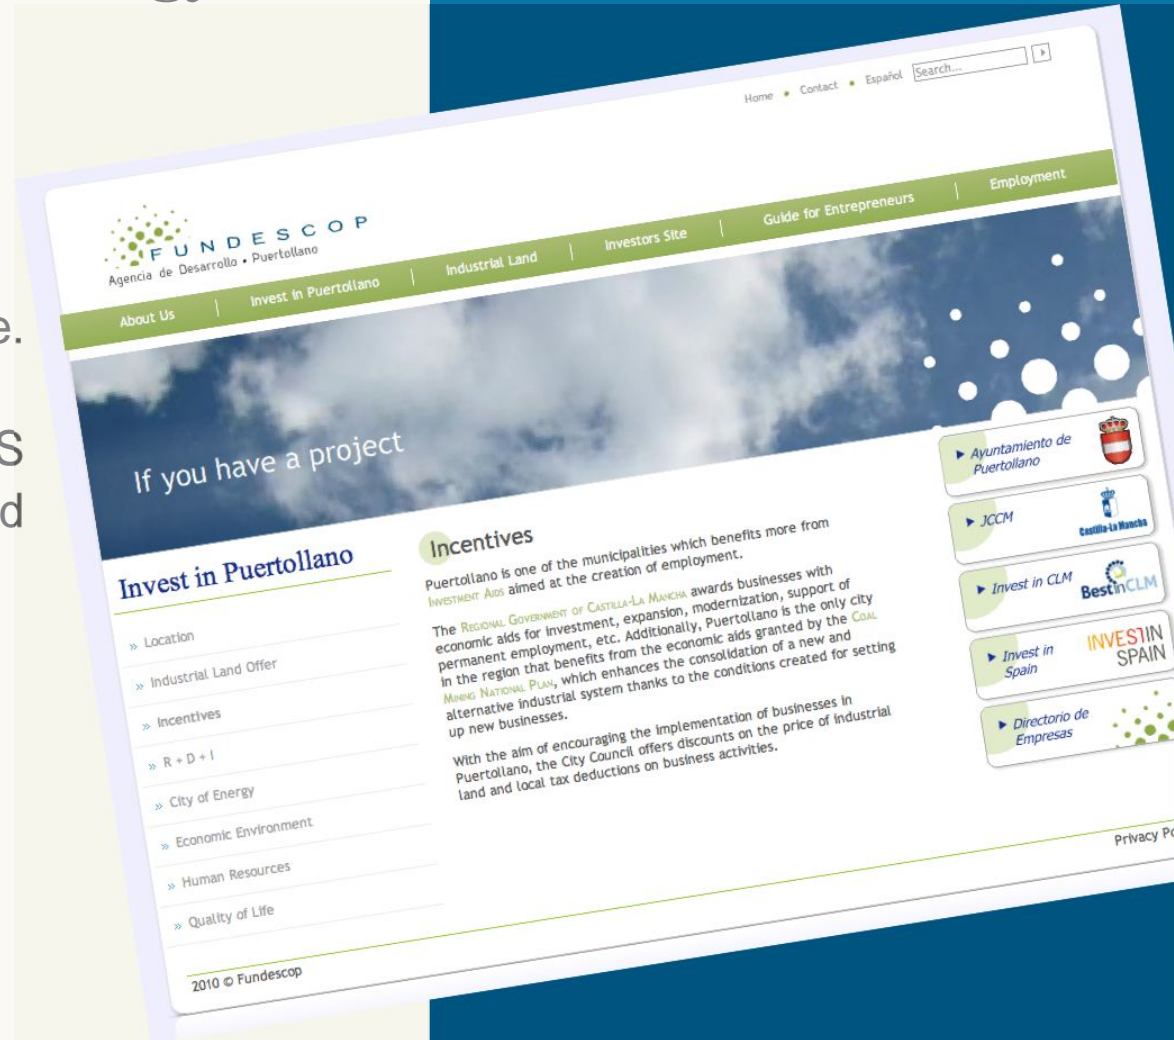 e.
S
d
Home • Contact • Español Search...
FUNDESCOP
Agencia de Desarrollo • Puertollano
About Us | Invest in Puertollano | Industrial Land | Investors Site | Guide for Entrepreneurs | Employment
If you have a project
Invest in Puertollano
» Location
» Industrial Land Offer
» Incentives
» R + D + I
» City of Energy
» Economic Environment
» Human Resources
» Quality of Life
Incentives
Puertollano is one of the municipalities which benefits more from
Investment Aids aimed at the creation of employment.
The Regional Government of Castilla-La Mancha awards businesses with
economic aids for investment, expansion, modernization, support of
permanent employment, etc. Additionally, Puertollano is the only city
in the region that benefits from the economic aids granted by the Coal
Mining National Plan, which enhances the consolidation of a new and
alternative industrial system thanks to the conditions created for setting
up new businesses.
With the aim of encouraging the implementation of businesses in
Puertollano, the City Council offers discounts on the price of industrial
land and local tax deductions on business activities.
Ayuntamiento de
Puertollano
JCCM
Castilla-La Mancha
Invest in CLM
BestinCLM
Invest in
Spain
INVESTIN
SPAIN
Directorio de
Empresas
Privacy Po
2010 © Fundescop